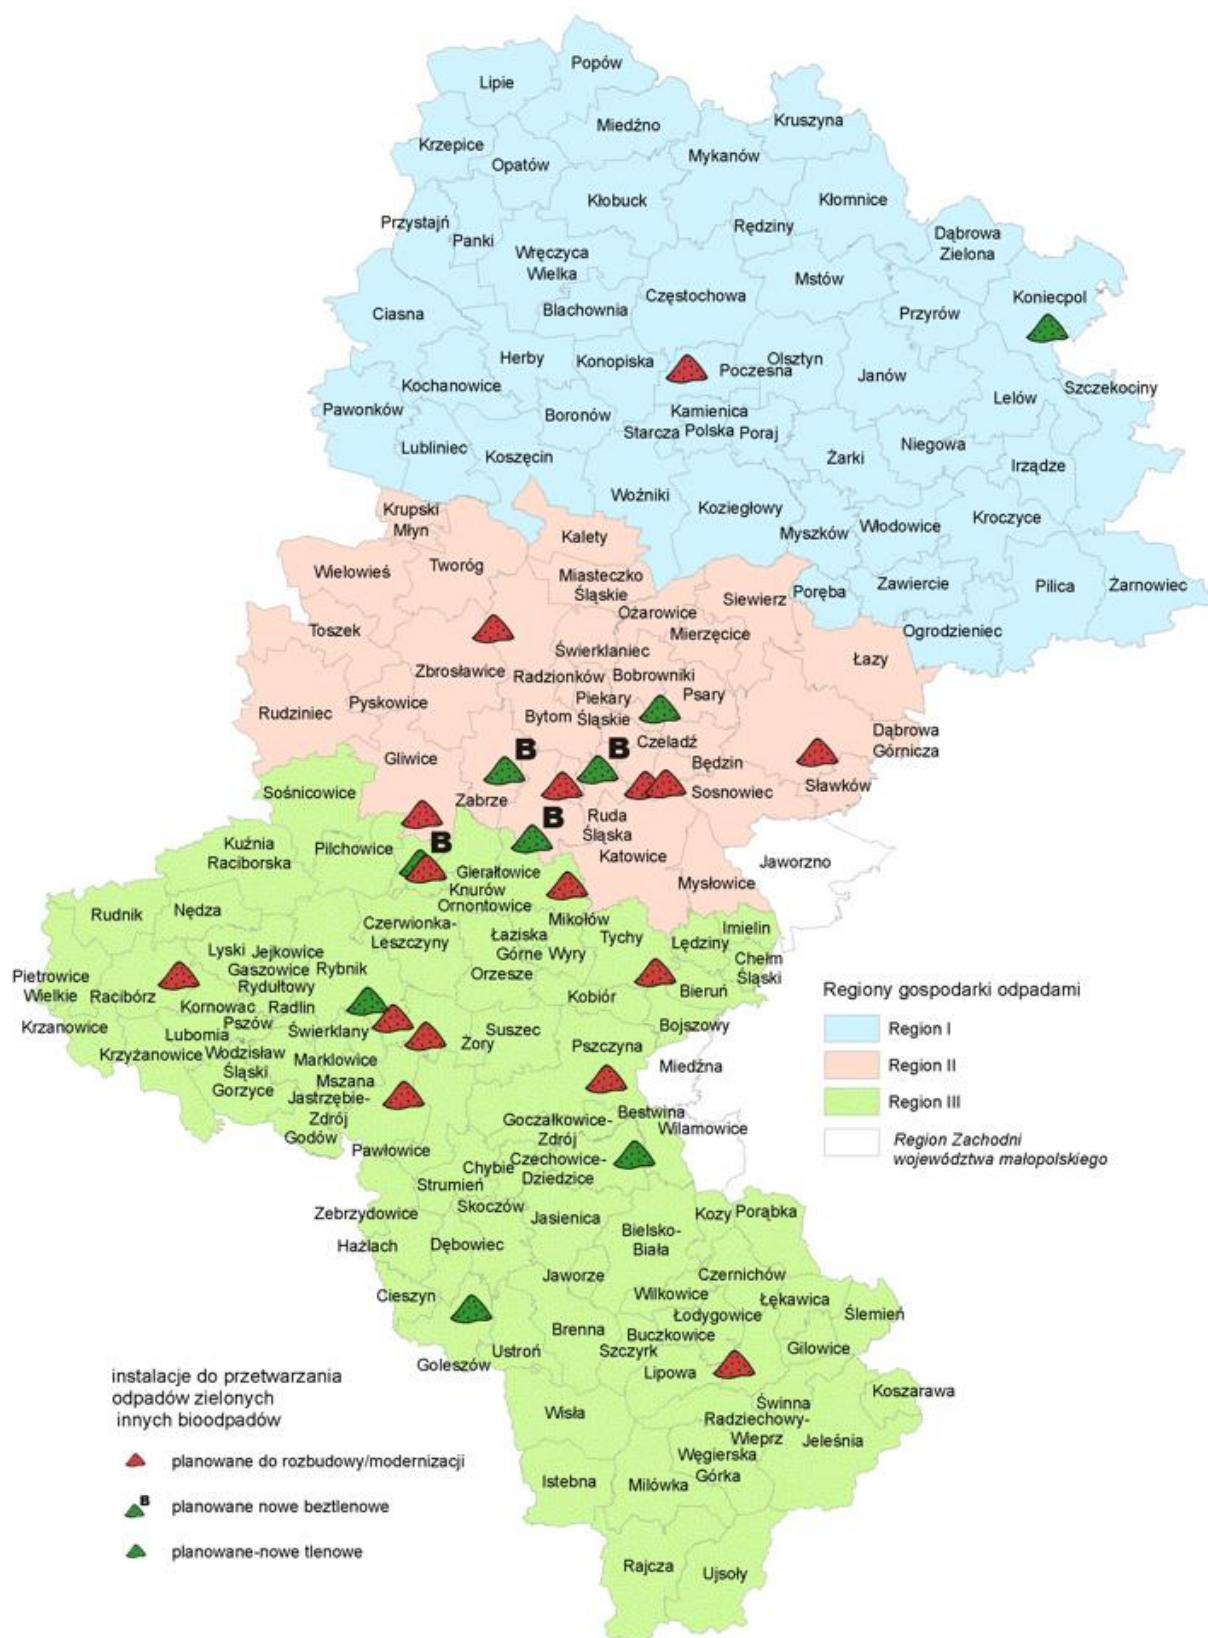 Popów
Lipie
Miedźno
Kruszyna
Krzepice
Mykanów
Opatów
Kłobuck
Kłomnice
Przystajń
Panki
Rędziny
Dąbrowa
Zielona
Wręczyca
Wielka
Mstów
Częstochowa
Koniecpol
Blachownia
Przyrów
Ciasna
Herby
Konopiska
Olsztyn
Poczesna
Janów
Kochanowice
Szczekociny
Lelów
Pawonków
Boronów
Kamienica
Polska
Starcza
Poraj
Lubliniec
Koszęcin
Niegowa
Żarki
Irządze
Woźniki
Koziegłowy
Krupski
Młyn
Kroczyce
Kalety
Myszków
Włodowice
Tworóg
Wielowieś
Miasteczko
Śląskie
Siewierz
Poręba
Zawiercie
Pilica
Żarnowiec
Ożarowice
Toszek
Mierzęcice
Ogrodzieniec
Świerklaniec
Łazy
Zbrosławice
Radzionków
Bobrowniki
Pyskowice
Piekary
Śląskie
Psary
Rudziniec
Bytom
Dąbrowa
Górnicza
Czeladź
B
B
Gliwice
Będzin
Sośnicowice
Zabrze
Sosnowiec
Sławków
Ruda
Śląska
B
Kuźnia
Raciborska
Pilchowice
B
Katowice
Jaworzno
Gierałtowice
Knurów
Ornontowice
Mysłowice
Rudnik
Nędza
Mikołów
Czerwionka-
Leszczyny
Imielin
Łaziska
Górne
Wyry
Tychy
Lędziny
Lyski
Jejkowice
Chełm
Śląski
Gaszowice
Rybnik
Pietrowice
Wielkie
Orzesze
Rydułtowy
Racibórz
Kobiór
Bieruń
Kornowac
Radlin
Krzanowice
Pszów
Świerklany
Suszec
Bojszowy
Lubomia
Żory
Pszczyna
Krzyżanowice
Wodzisław
Śląski
Marklowice
Miedźna
Mszana
Gorzyce
Jastrzębie-
Zdrój
Godów
Goczałkowice-
Zdrój
Bestwina
Wilamowice
Pawłowice
Czechowice-
Dziedzice
Chybie
Strumień
Zebrzydowice
Skoczów
Jasienica
Kozy
Porąbka
Bielsko-
Biała
Hażlach
Dębowiec
Jaworze
Czernichów
Cieszyn
Wilkowice
Łękawica
Łodygowice
Ślemień
Brenna
Buczkowice
Ustroń
Szczyrk
Gilowice
Goleszów
Lipowa
Koszarawa
Wisła
Świnna
Radziechowy-
Wieprz
Jeleśnia
Węgierska
Górka
Istebna
Milówka
Rajcza
Ujsoły
Regiony gospodarki odpadami
Region I
Region II
Region III
Region Zachodni
województwa małopolskiego
instalacje do przetwarzania
odpadów zielonych
innych bioodpadów
planowane do rozbudowy/modernizacji
B
planowane nowe beztlenowe
planowane-nowe tlenowe